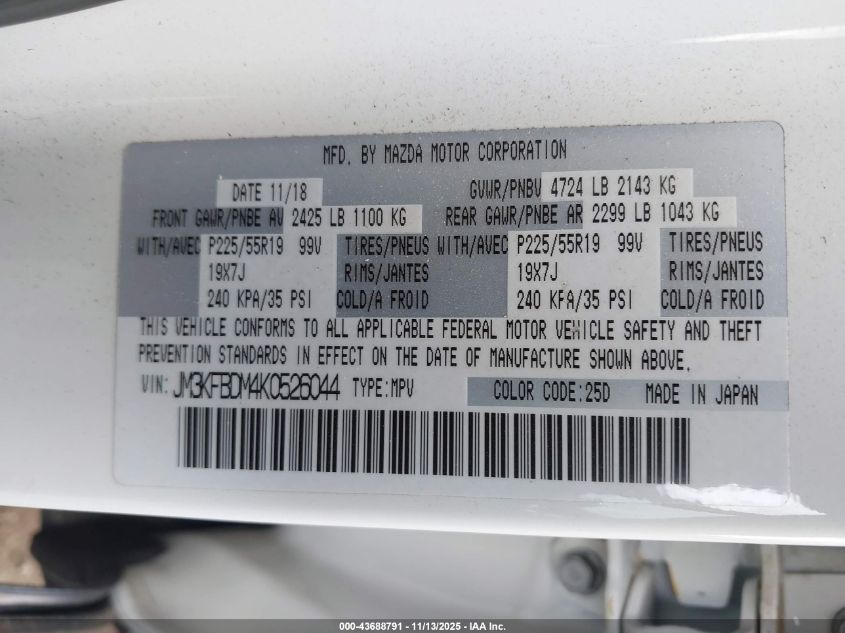 MFD. BY MAZDA MOTOR CORPORATION
DATE 11/18 GVWR/PNBV 4724 LB 2143 KG
FRONT GAWR/PNBE AV 2425 LB 1100 KG REAR GAWR/PNBE AR 2299 LB 1043 KG
WITH/AVEC P225/55R19 99V TIRES/PNEUS WITH/AVEC P225/55R19 99V TIRES/PNEUS
19X7J RIMS/JANTES 19X7J RIMS/JANTES
240 KPA/35 PSI COLD/A FROID 240 KPA/35 PSI COLD/A FROID
THIS VEHICLE CONFORMS TO ALL APPLICABLE FEDERAL MOTOR VEHICLE SAFETY AND THEFT
PREVENTION STANDARDS IN EFFECT ON THE DATE OF MANUFACTURE SHOWN ABOVE.
VIN: JM3KFBDM4K0526044 TYPE:MPV COLOR CODE:25D MADE IN JAPAN
000-43688791 - 11/13/2025 - IAA Inc.